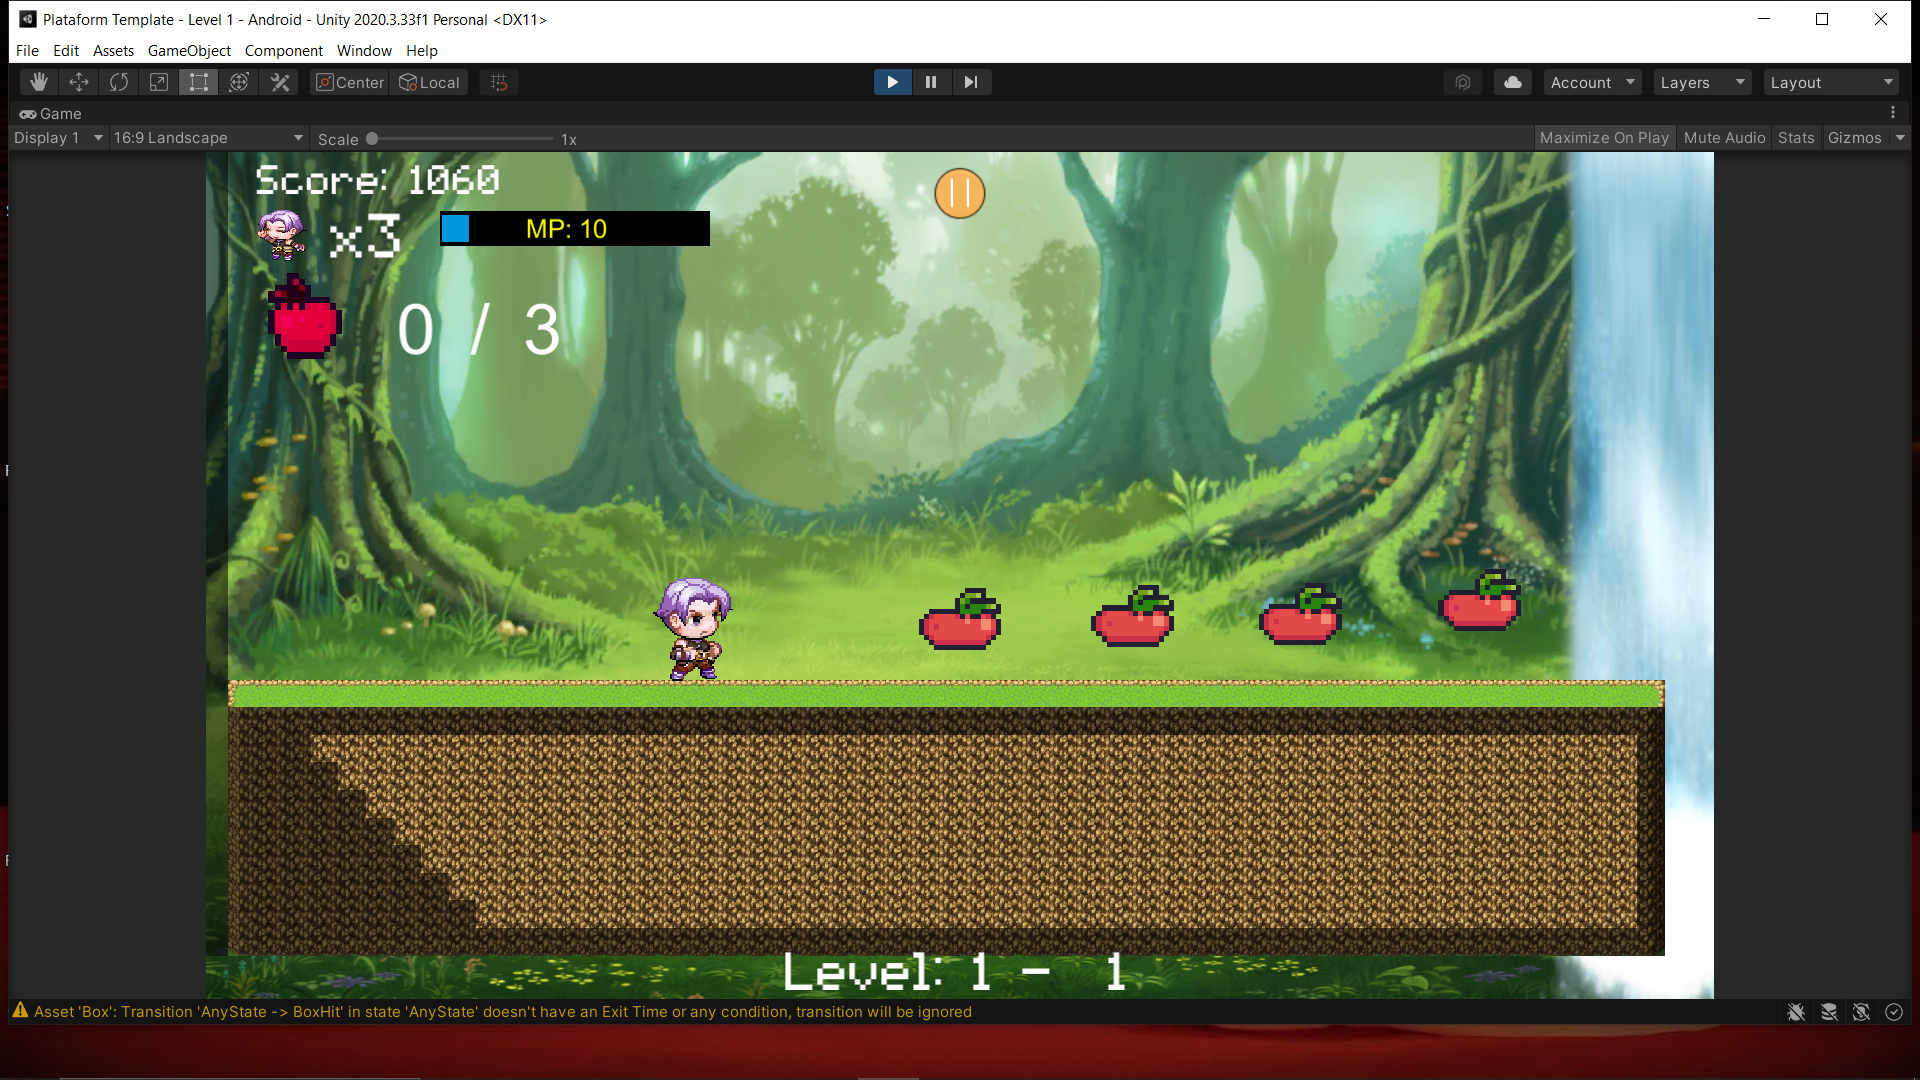 Plataform Template - Level 1 - Android - Unity 2020.3.33f1 Personal <DX11>
File Edit Assets GameObject Component Window Help
Center Local Account Layers Layout
Game
Display 1 16:9 Landscape Scale 1x Maximize On Play Mute Audio Stats Gizmos
Score: 1060
x3 MP: 10
0 / 3
Level: 1 - 1
Asset 'Box': Transition 'AnyState -> BoxHit' in state 'AnyState' doesn't have an Exit Time or any condition, transition will be ignored